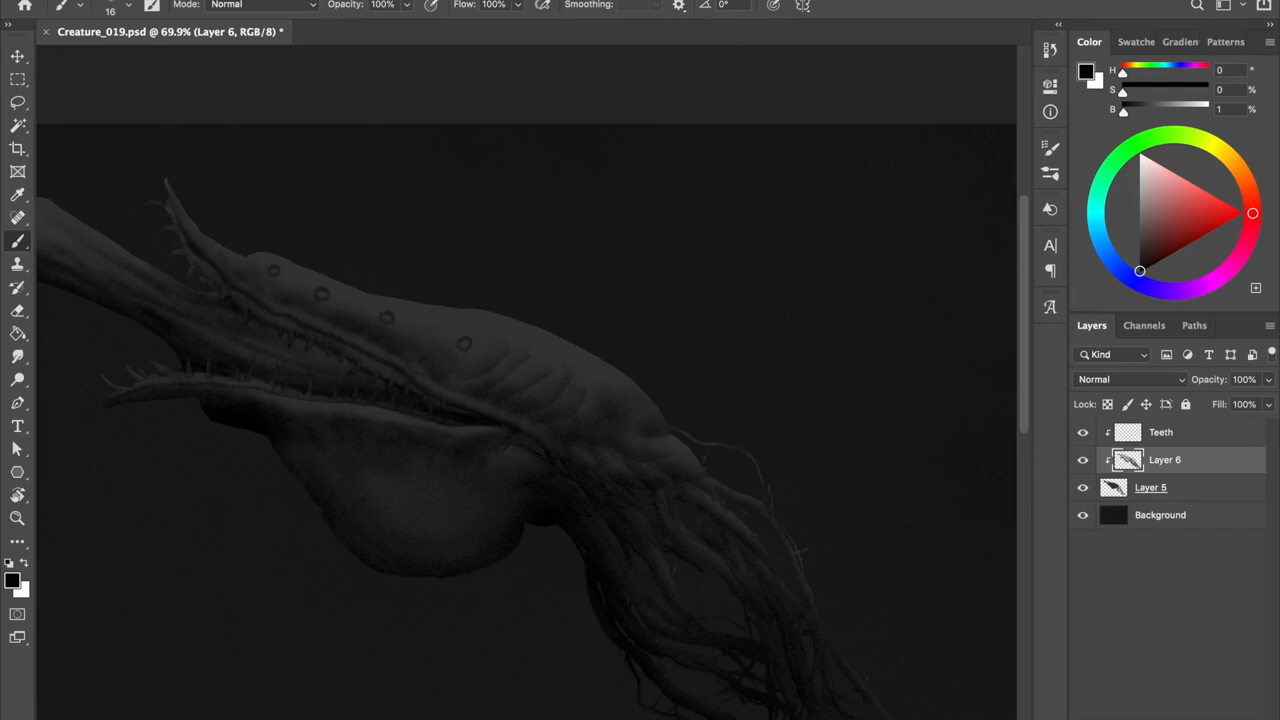 16 Mode: Normal Opacity: 100% Flow: 100% Smoothing: 0°
Creature_019.psd @ 69.9% (Layer 6, RGB/8) *
Color Swatche Gradien Patterns
H 0 °
S 0 %
B 1 %
Layers Channels Paths
Kind
Normal Opacity: 100%
Lock: Fill: 100%
Teeth
Layer 6
Layer 5
Background